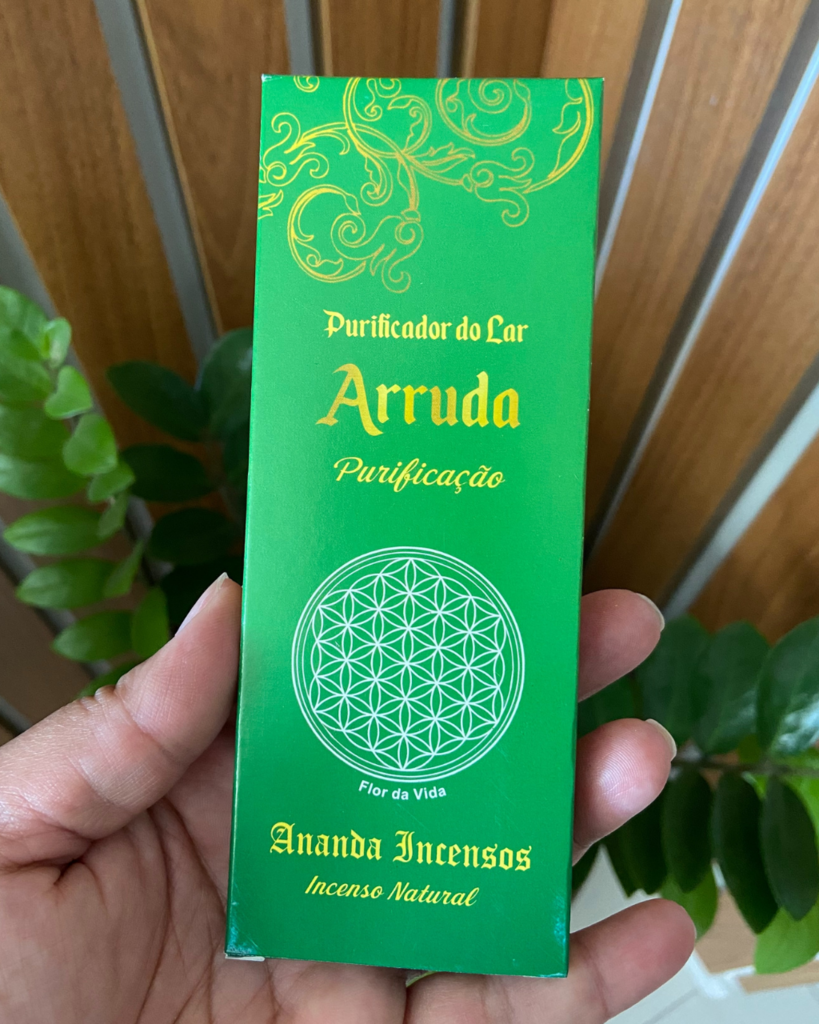 Purificador do Lar
Arruda
Purificação
Flor da Vida
Ananda Incensos
Incenso Natural